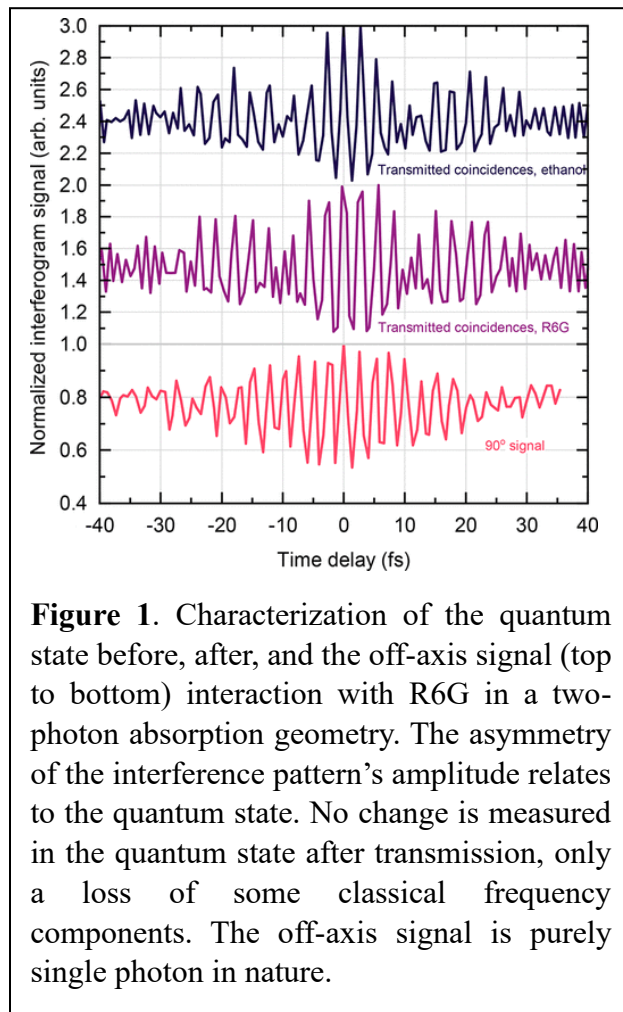 3.0
2.8
2.6
2.4
2.2
2.0
1.8
1.6
1.4
1.2
1.0
0.8
0.6
0.4
Normalized interferogram signal (arb. units)
Transmitted coincidences, ethanol
Transmitted coincidences, R6G
90º signal
-40 -30 -20 -10 0 10 20 30 40
Time delay (fs)
Figure 1. Characterization of the quantum
state before, after, and the off-axis signal (top
to bottom) interaction with R6G in a two-
photon absorption geometry. The asymmetry
of the interference pattern’s amplitude relates
to the quantum state. No change is measured
in the quantum state after transmission, only
a loss of some classical frequency
components. The off-axis signal is purely
single photon in nature.